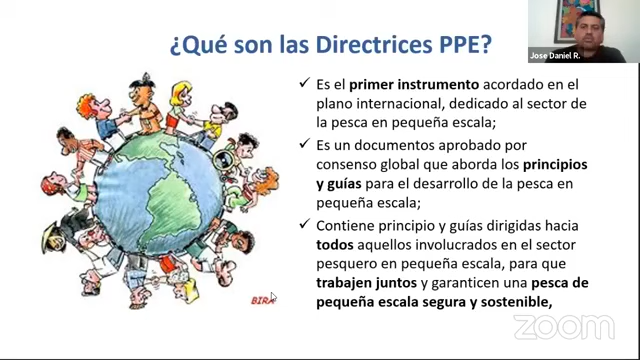 ¿Qué son las Directrices PPE?
Jose Daniel R.
✓ Es el primer instrumento acordado en el
plano internacional, dedicado al sector de
la pesca en pequeña escala;
✓ Es un documentos aprobado por
consenso global que aborda los principios
y guías para el desarrollo de la pesca en
pequeña escala;
✓ Contiene principio y guías dirigidas hacia
todos aquellos involucrados en el sector
pesquero en pequeña escala, para que
trabajen juntos y garanticen una pesca de
pequeña escala segura y sostenible,
BIRA
zoom